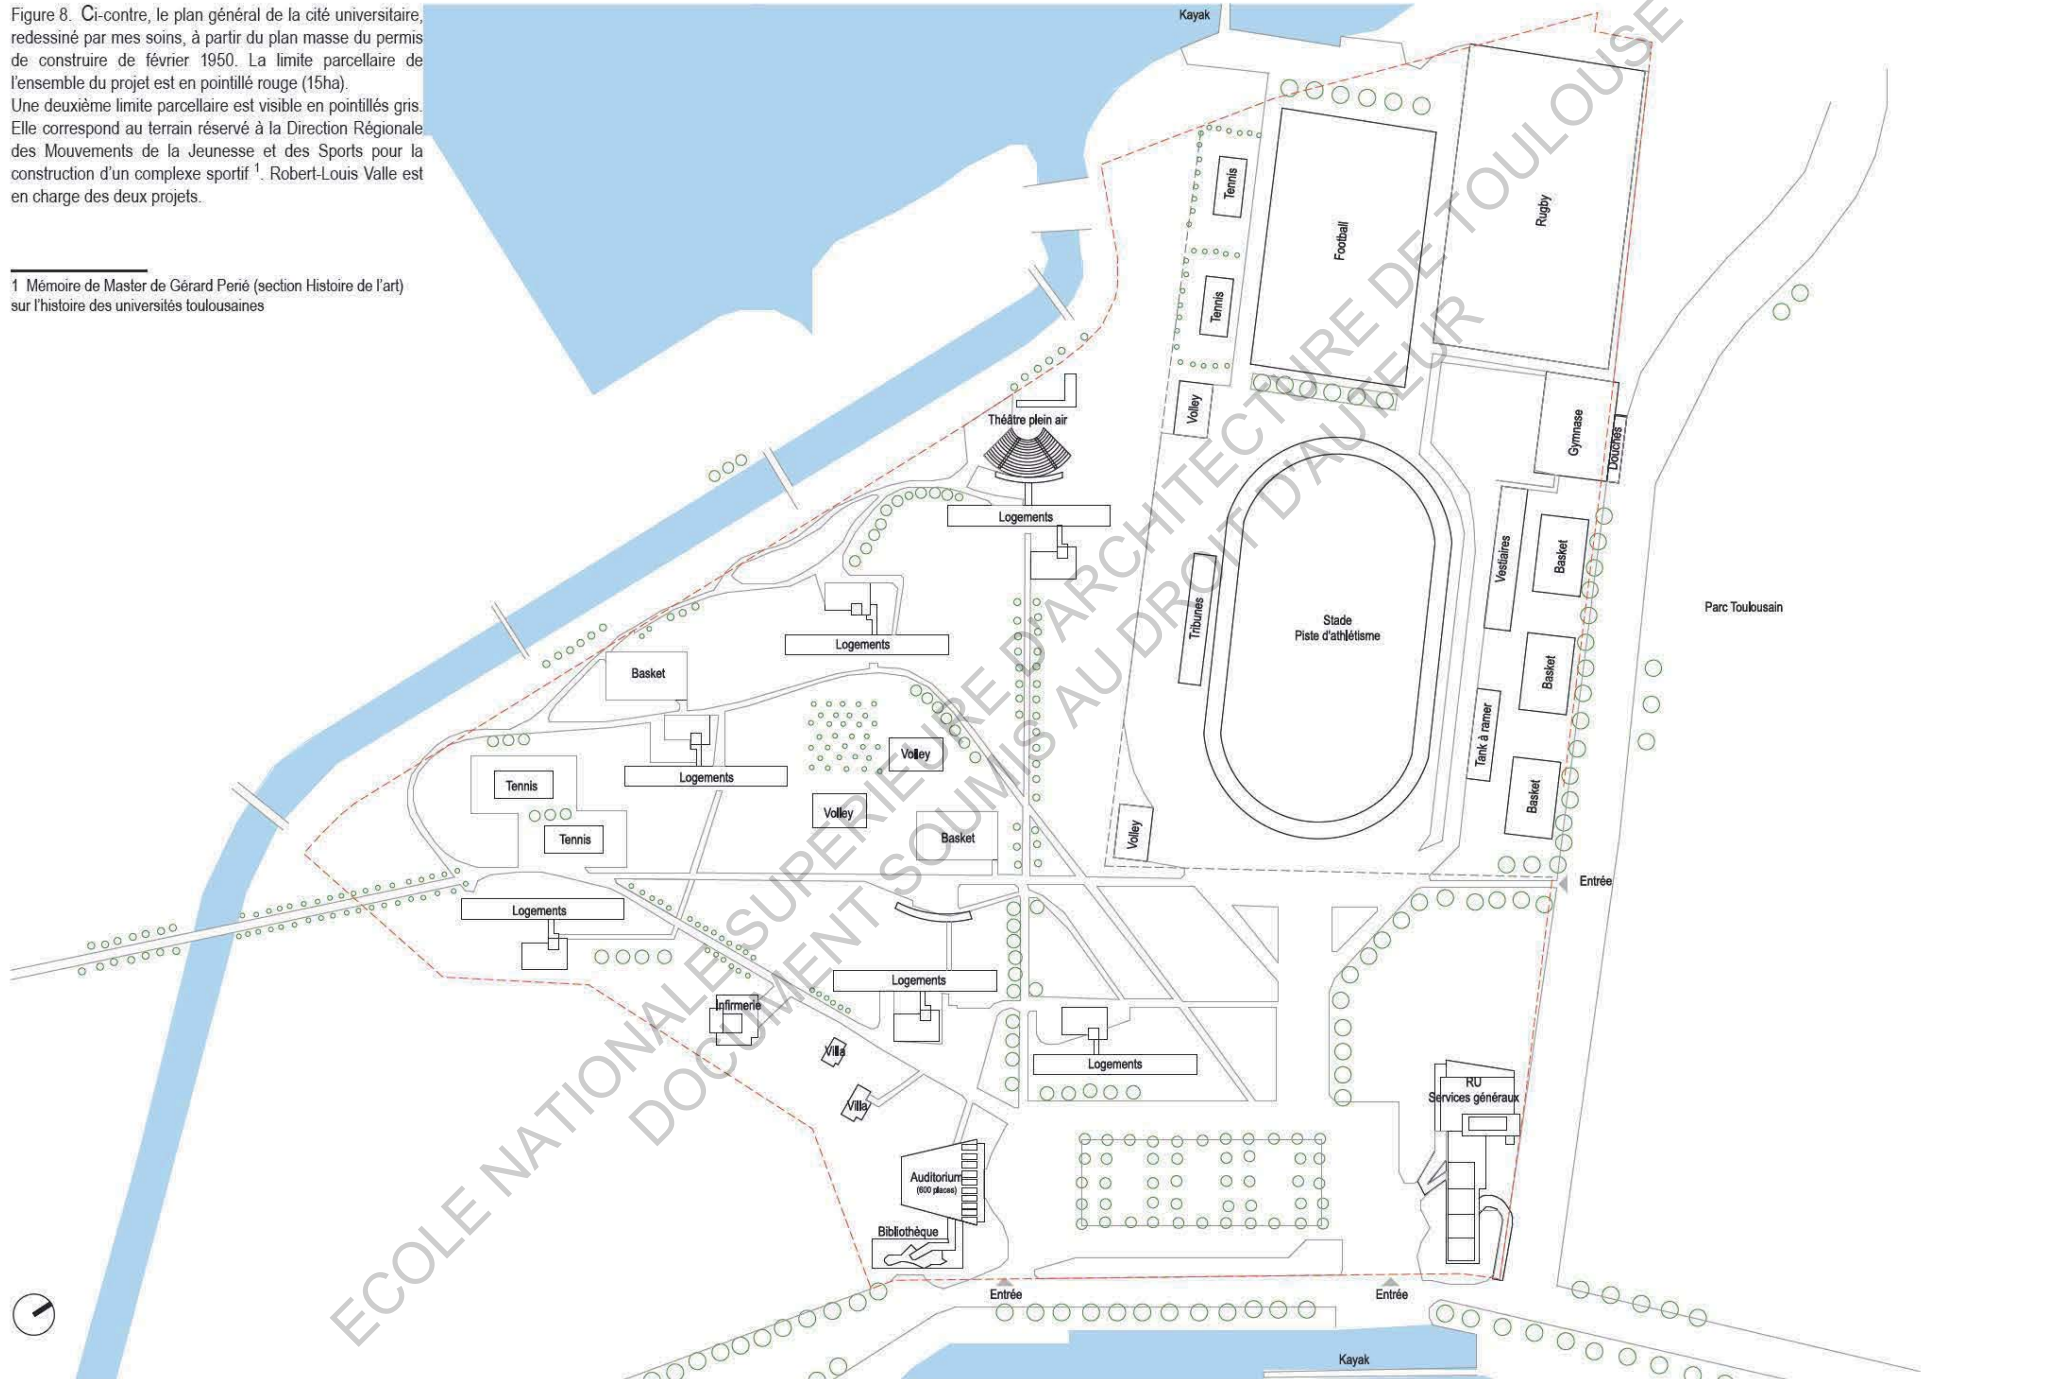 Figure 8. Ci-contre, le plan général de la cité universitaire,
redessiné par mes soins, à partir du plan masse du permis
de construire de février 1950. La limite parcellaire de
l'ensemble du projet est en pointillé rouge (15ha).
Une deuxième limite parcellaire est visible en pointillés gris.
Elle correspond au terrain réservé à la Direction Régionale
des Mouvements de la Jeunesse et des Sports pour la
construction d'un complexe sportif 1. Robert-Louis Valle est
en charge des deux projets.
1 Mémoire de Master de Gérard Perié (section Histoire de l'art)
sur l'histoire des universités toulousaines
Kayak
Tennis
Football
Rugby
Tennis
Volley
Théâtre plein air
Gymnase
Douches
Logements
Vestiaires
Basket
Tribunes
Stade
Piste d'athlétisme
Parc Toulousain
Logements
Basket
Basket
Tank à ramer
Volley
Logements
Tennis
Basket
Volley
Tennis
Basket
Volley
Entrée
Logements
Logements
Infirmerie
Villa
Logements
RU
Services généraux
Villa
Auditorium
(600 places)
Bibliothèque
Entrée
Entrée
Kayak
ECOLE NATIONALE SUPERIEURE D'ARCHITECTURE DE TOULOUSE
DOCUMENT SOUMIS AU DROIT D'AUTEUR